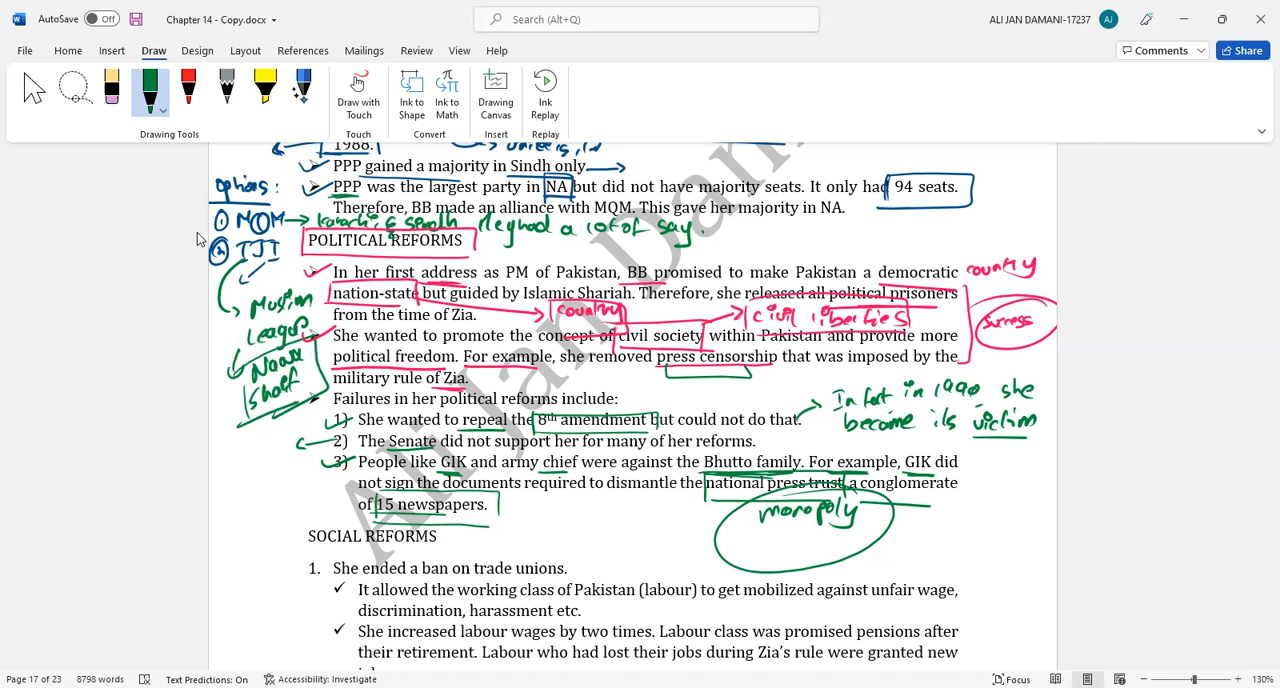 AutoSave Off Chapter 14 - Copy.docx Search (Alt+Q) ALI JAN DAMANI-17237 AJ
File Home Insert Draw Design Layout References Mailings Review View Help Comments Share
Draw with Touch Ink to Shape Ink to Math Drawing Canvas Ink Replay
Drawing Tools Touch Convert Insert Replay
1988.
PPP gained a majority in Sindh only
options:
PPP was the largest party in NA but did not have majority seats. It only had 94 seats.
Therefore, BB made an alliance with MQM. This gave her majority in NA.
① MQM → Karachi & Sindh They had a lot of say.
② IJI
POLITICAL REFORMS
In her first address as PM of Pakistan, BB promised to make Pakistan a democratic
country
nation-state but guided by Islamic Shariah. Therefore, she released all political prisoners
from the time of Zia.
country civil liberties
success
Muslim
League
Nawaz
Sharif
She wanted to promote the concept of civil society within Pakistan and provide more
political freedom. For example, she removed press censorship that was imposed by the
military rule of Zia.
Failures in her political reforms include:
1) She wanted to repeal the 8th amendment but could not do that.
In fact in 1990 she
became its victim
2) The Senate did not support her for many of her reforms.
3) People like GIK and army chief were against the Bhutto family. For example, GIK did
not sign the documents required to dismantle the national press trust, a conglomerate
of 15 newspapers.
monopoly
SOCIAL REFORMS
1. She ended a ban on trade unions.
✓ It allowed the working class of Pakistan (labour) to get mobilized against unfair wage,
discrimination, harassment etc.
✓ She increased labour wages by two times. Labour class was promised pensions after
their retirement. Labour who had lost their jobs during Zia's rule were granted new
Ali Jan Dam
Page 17 of 23 8798 words Text Predictions: On Accessibility: Investigate Focus 130%